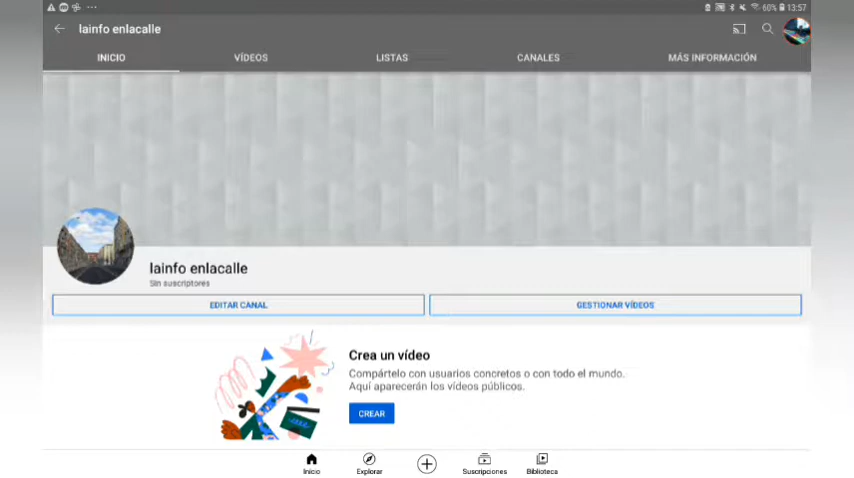 60% 13:57
lainfo enlacalle
INICIO
VÍDEOS
LISTAS
CANALES
MÁS INFORMACIÓN
lainfo enlacalle
Sin suscriptores
EDITAR CANAL
GESTIONAR VÍDEOS
Crea un vídeo
Compártelo con usuarios concretos o con todo el mundo.
Aquí aparecerán los vídeos públicos.
CREAR
Inicio
Explorar
Suscripciones
Biblioteca